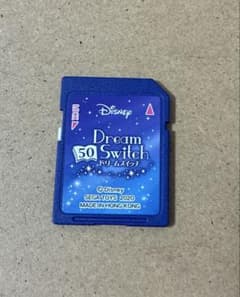 Disney
Dream
50 Switch
ドリームスイッチ
© Disney
SEGA TOYS 2020
MADE IN HONG KONG